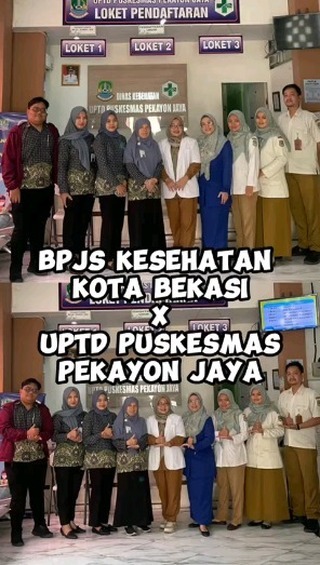 UPTD PUSKESMAS PEKAYON JAYA
LOKET PENDAFTARAN
LOKET 1
LOKET 2
LOKET 3
DINAS KESEHATAN
UPTD PUSKESMAS PEKAYON JAYA
BPJS KESEHATAN
KOTA BEKASI
X
UPTD PUSKESMAS
PEKAYON JAYA
LOKET 3
PEKAYON JAYA